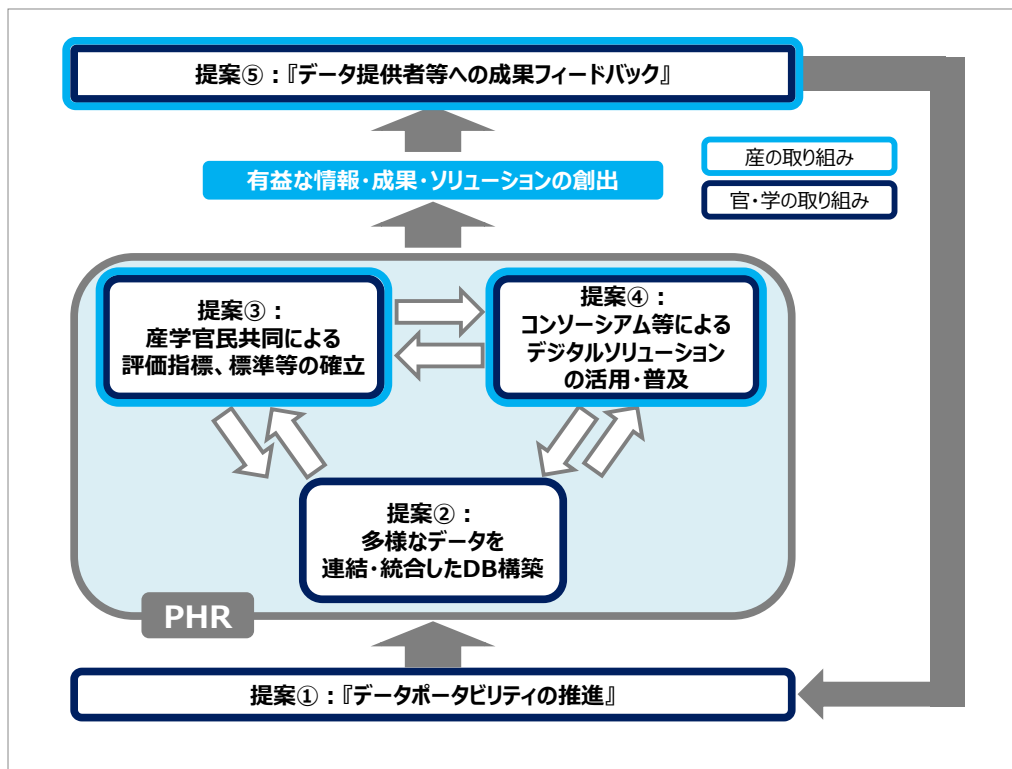 提案⑤：『データ提供者等への成果フィードバック』
産の取り組み
官・学の取り組み
有益な情報・成果・ソリューションの創出
提案③：
産学官民共同による
評価指標、標準等の確立
提案④：
コンソーシアム等による
デジタルソリューション
の活用・普及
提案②：
多様なデータを
連結・統合したDB構築
PHR
提案①：『データポータビリティの推進』